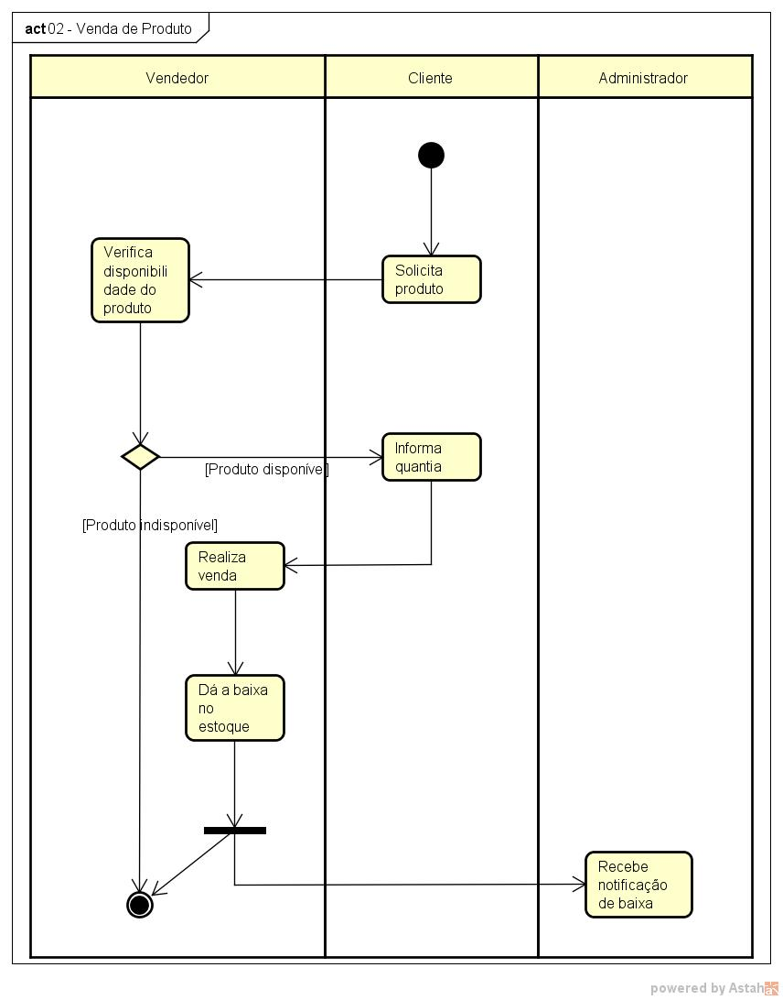 act 02 - Venda de Produto
Vendedor
Cliente
Administrador
Verifica
disponibili
dade do
produto
Solicita
produto
Informa
quantia
[Produto disponível]
[Produto indisponível]
Realiza
venda
Dá a baixa
no
estoque
Recebe
notificação
de baixa
powered by Astah